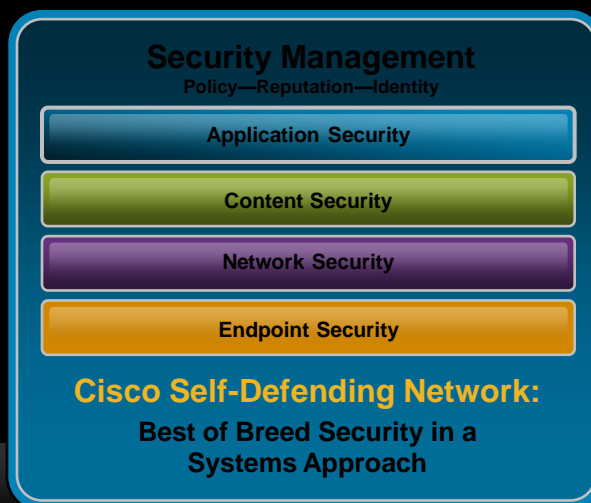 Security Management
Policy—Reputation—Identity
Application Security
Content Security
Network Security
Endpoint Security
Cisco Self-Defending Network:
Best of Breed Security in a
Systems Approach